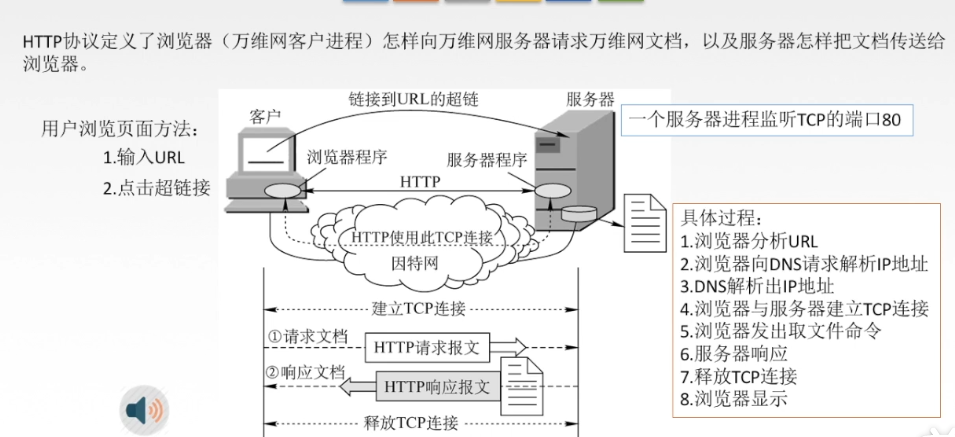 HTTP协议定义了浏览器（万维网客户进程）怎样向万维网服务器请求万维网文档，以及服务器怎样把文档传送给
浏览器。
用户浏览页面方法：
1.输入URL
2.点击超链接
链接到URL的超链
客户
服务器
浏览器程序
服务器程序
HTTP
HTTP使用此TCP连接
因特网
建立TCP连接
①请求文档
HTTP请求报文
②响应文档
HTTP响应报文
释放TCP连接
一个服务器进程监听TCP的端口80
具体过程：
1.浏览器分析URL
2.浏览器向DNS请求解析IP地址
3.DNS解析出IP地址
4.浏览器与服务器建立TCP连接
5.浏览器发出取文件命令
6.服务器响应
7.释放TCP连接
8.浏览器显示